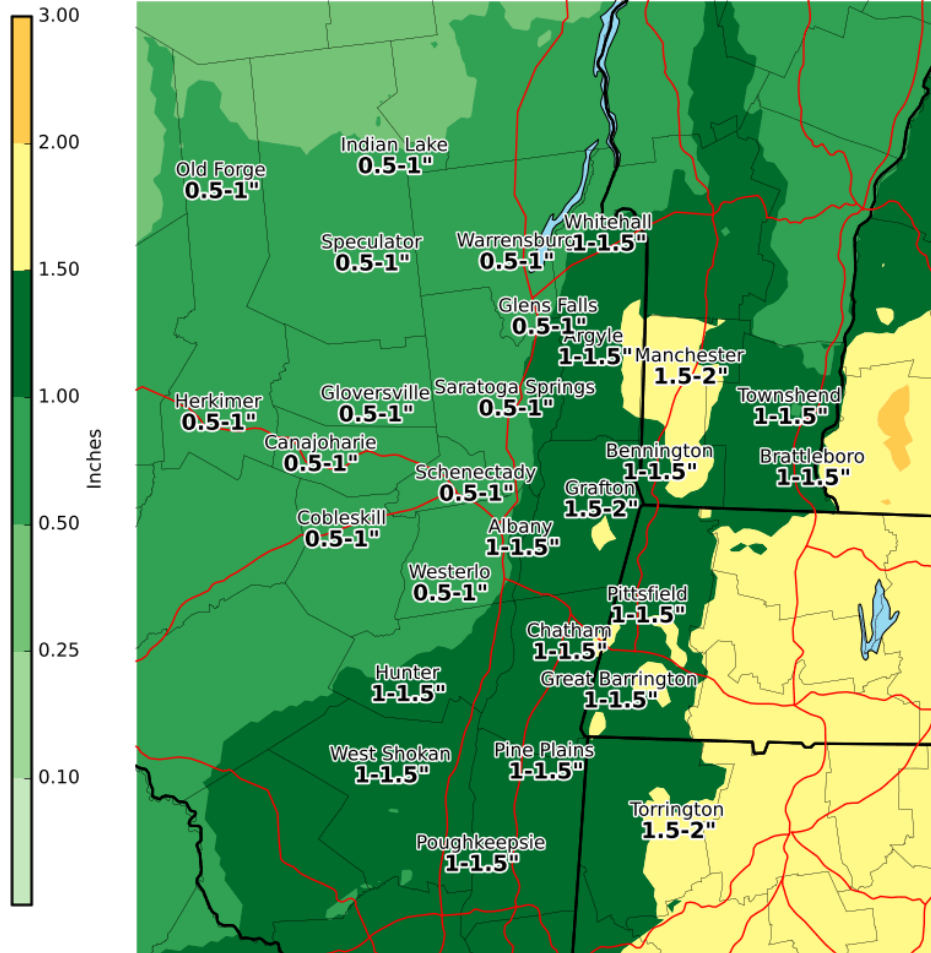 3.00
2.00
1.50
1.00
0.50
0.25
0.10
Inches
Indian Lake
0.5-1"
Old Forge
0.5-1"
Whitehall
1-1.5"
Speculator
0.5-1"
Warrensburg
0.5-1"
Glens Falls
0.5-1"
Argyle
1-1.5"
Manchester
1.5-2"
Herkimer
0.5-1"
Gloversville
0.5-1"
Saratoga Springs
0.5-1"
Townshend
1-1.5"
Canajoharie
0.5-1"
Schenectady
0.5-1"
Bennington
1-1.5"
Brattleboro
1-1.5"
Grafton
1.5-2"
Cobleskill
0.5-1"
Albany
1-1.5"
Westerlo
0.5-1"
Pittsfield
1-1.5"
Chatham
1-1.5"
Hunter
1-1.5"
Great Barrington
1-1.5"
West Shokan
1-1.5"
Pine Plains
1-1.5"
Torrington
1.5-2"
Poughkeepsie
1-1.5"